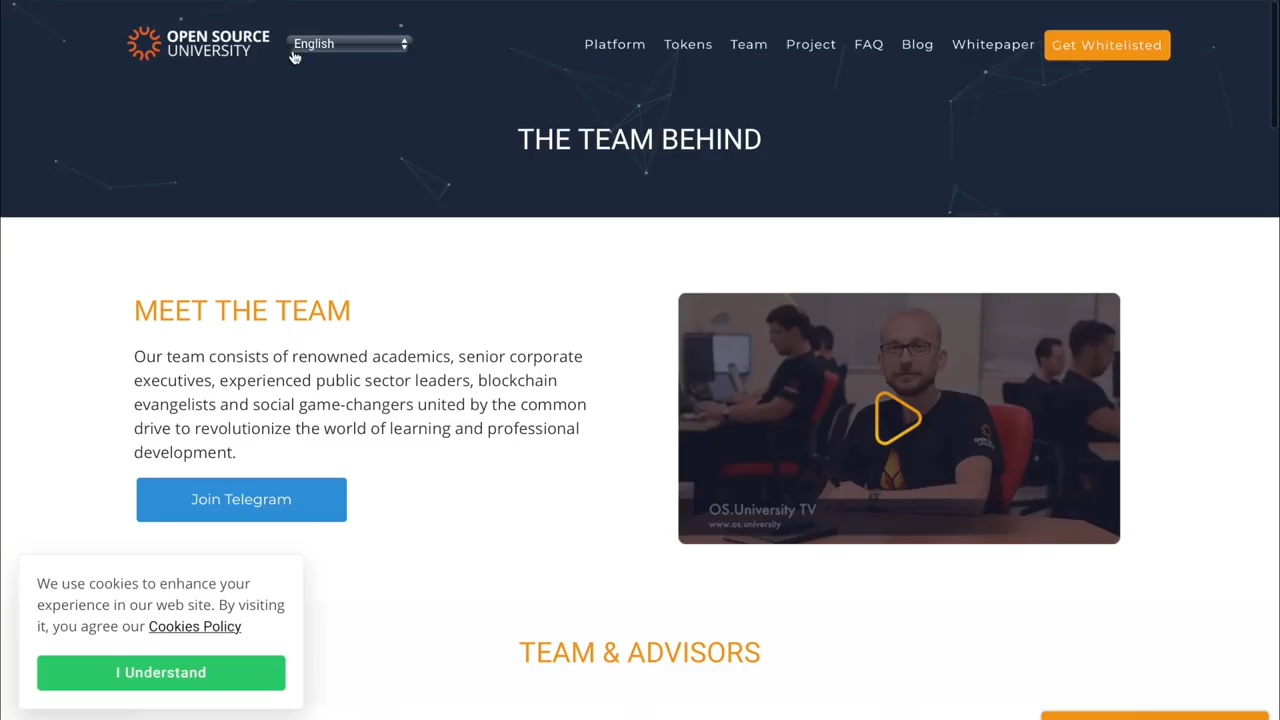 OPEN SOURCE
UNIVERSITY
English
Platform
Tokens
Team
Project
FAQ
Blog
Whitepaper
Get Whitelisted
THE TEAM BEHIND
MEET THE TEAM
Our team consists of renowned academics, senior corporate
executives, experienced public sector leaders, blockchain
evangelists and social game-changers united by the common
drive to revolutionize the world of learning and professional
development.
Join Telegram
OS.University TV
www.os.university
We use cookies to enhance your
experience in our web site. By visiting
it, you agree our Cookies Policy
I Understand
TEAM & ADVISORS